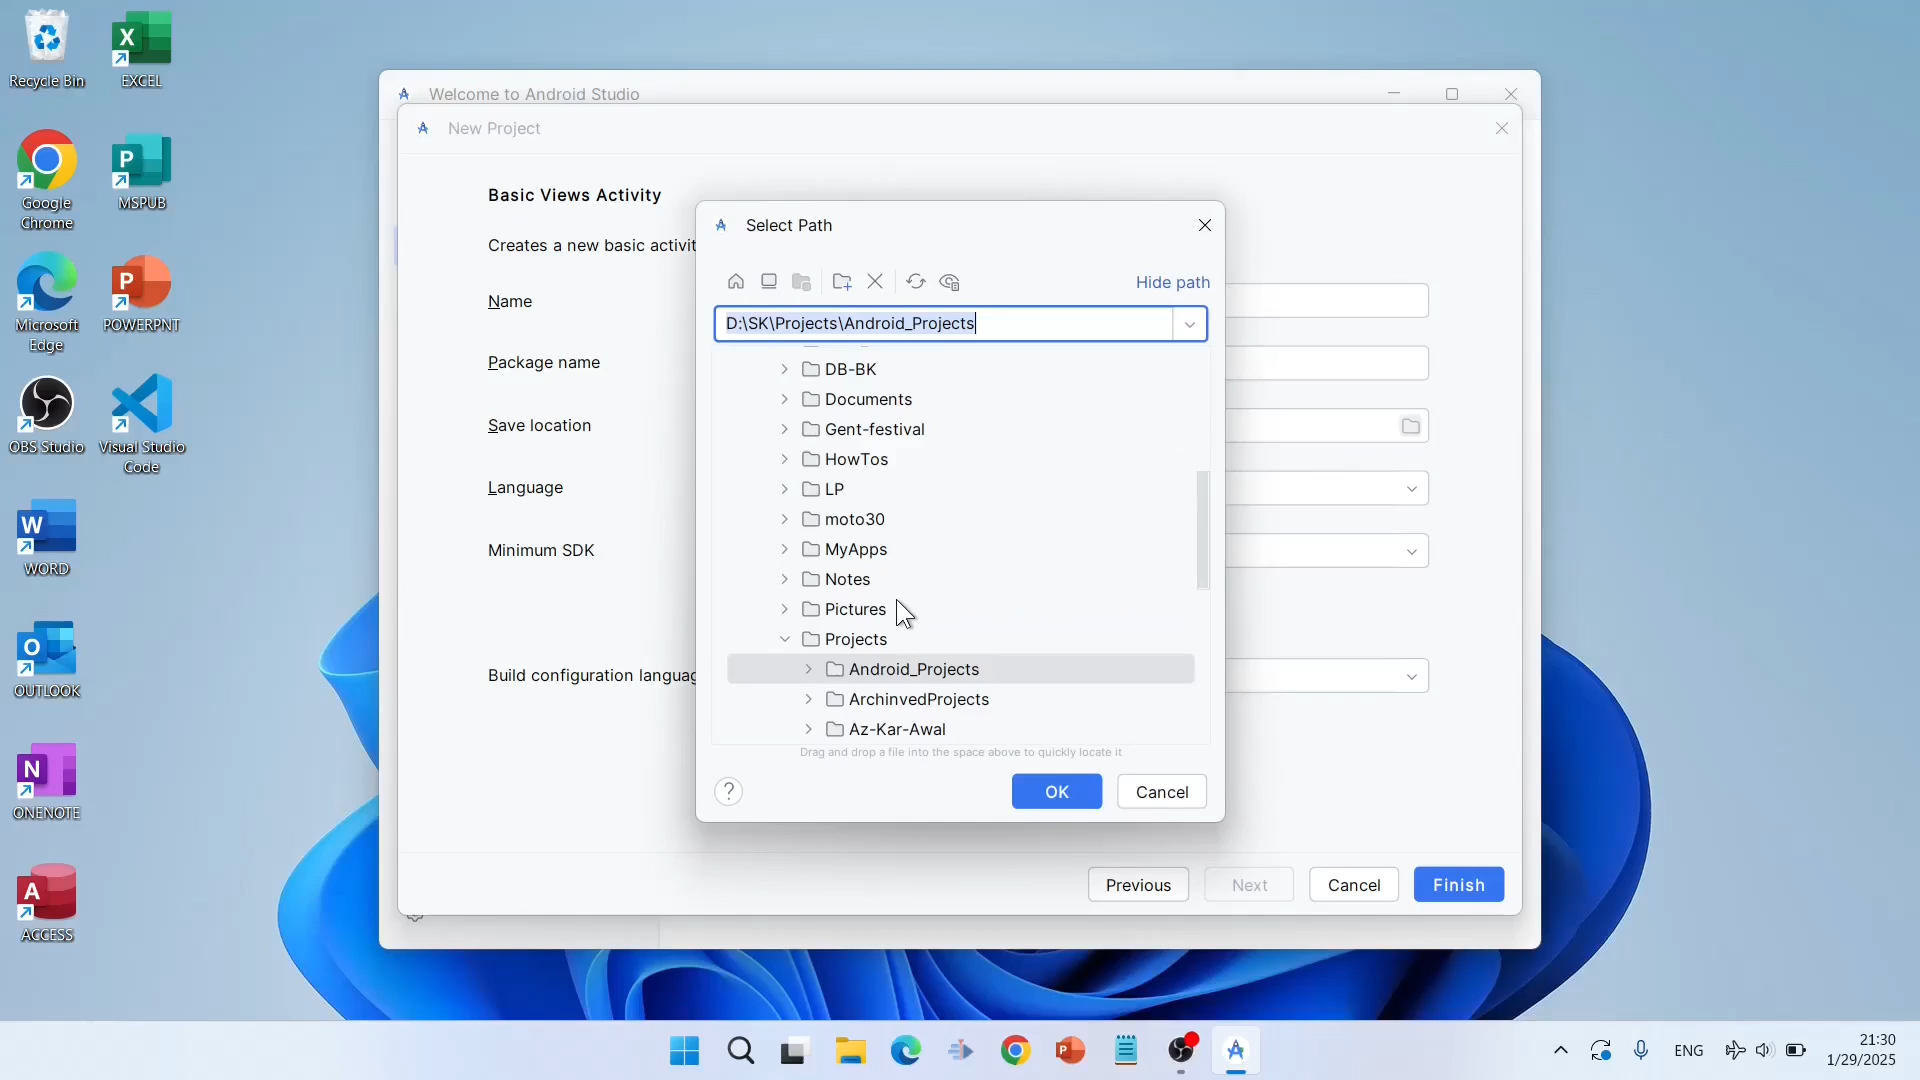 Recycle Bin
EXCEL
Google
Chrome
MSPUB
Microsoft
Edge
POWERPNT
OBS Studio
Visual Studio
Code
WORD
OUTLOOK
ONENOTE
ACCESS
Welcome to Android Studio
New Project
Basic Views Activity
Creates a new basic activit
Name
Package name
Save location
Language
Minimum SDK
Build configuration languag
Select Path
Hide path
D:\SK\Projects\Android_Projects
DB-BK
Documents
Gent-festival
HowTos
LP
moto30
MyApps
Notes
Pictures
Projects
Android_Projects
ArchinvedProjects
Az-Kar-Awal
Drag and drop a file into the space above to quickly locate it
?
OK
Cancel
Previous
Next
Cancel
Finish
ENG
21:30
1/29/2025